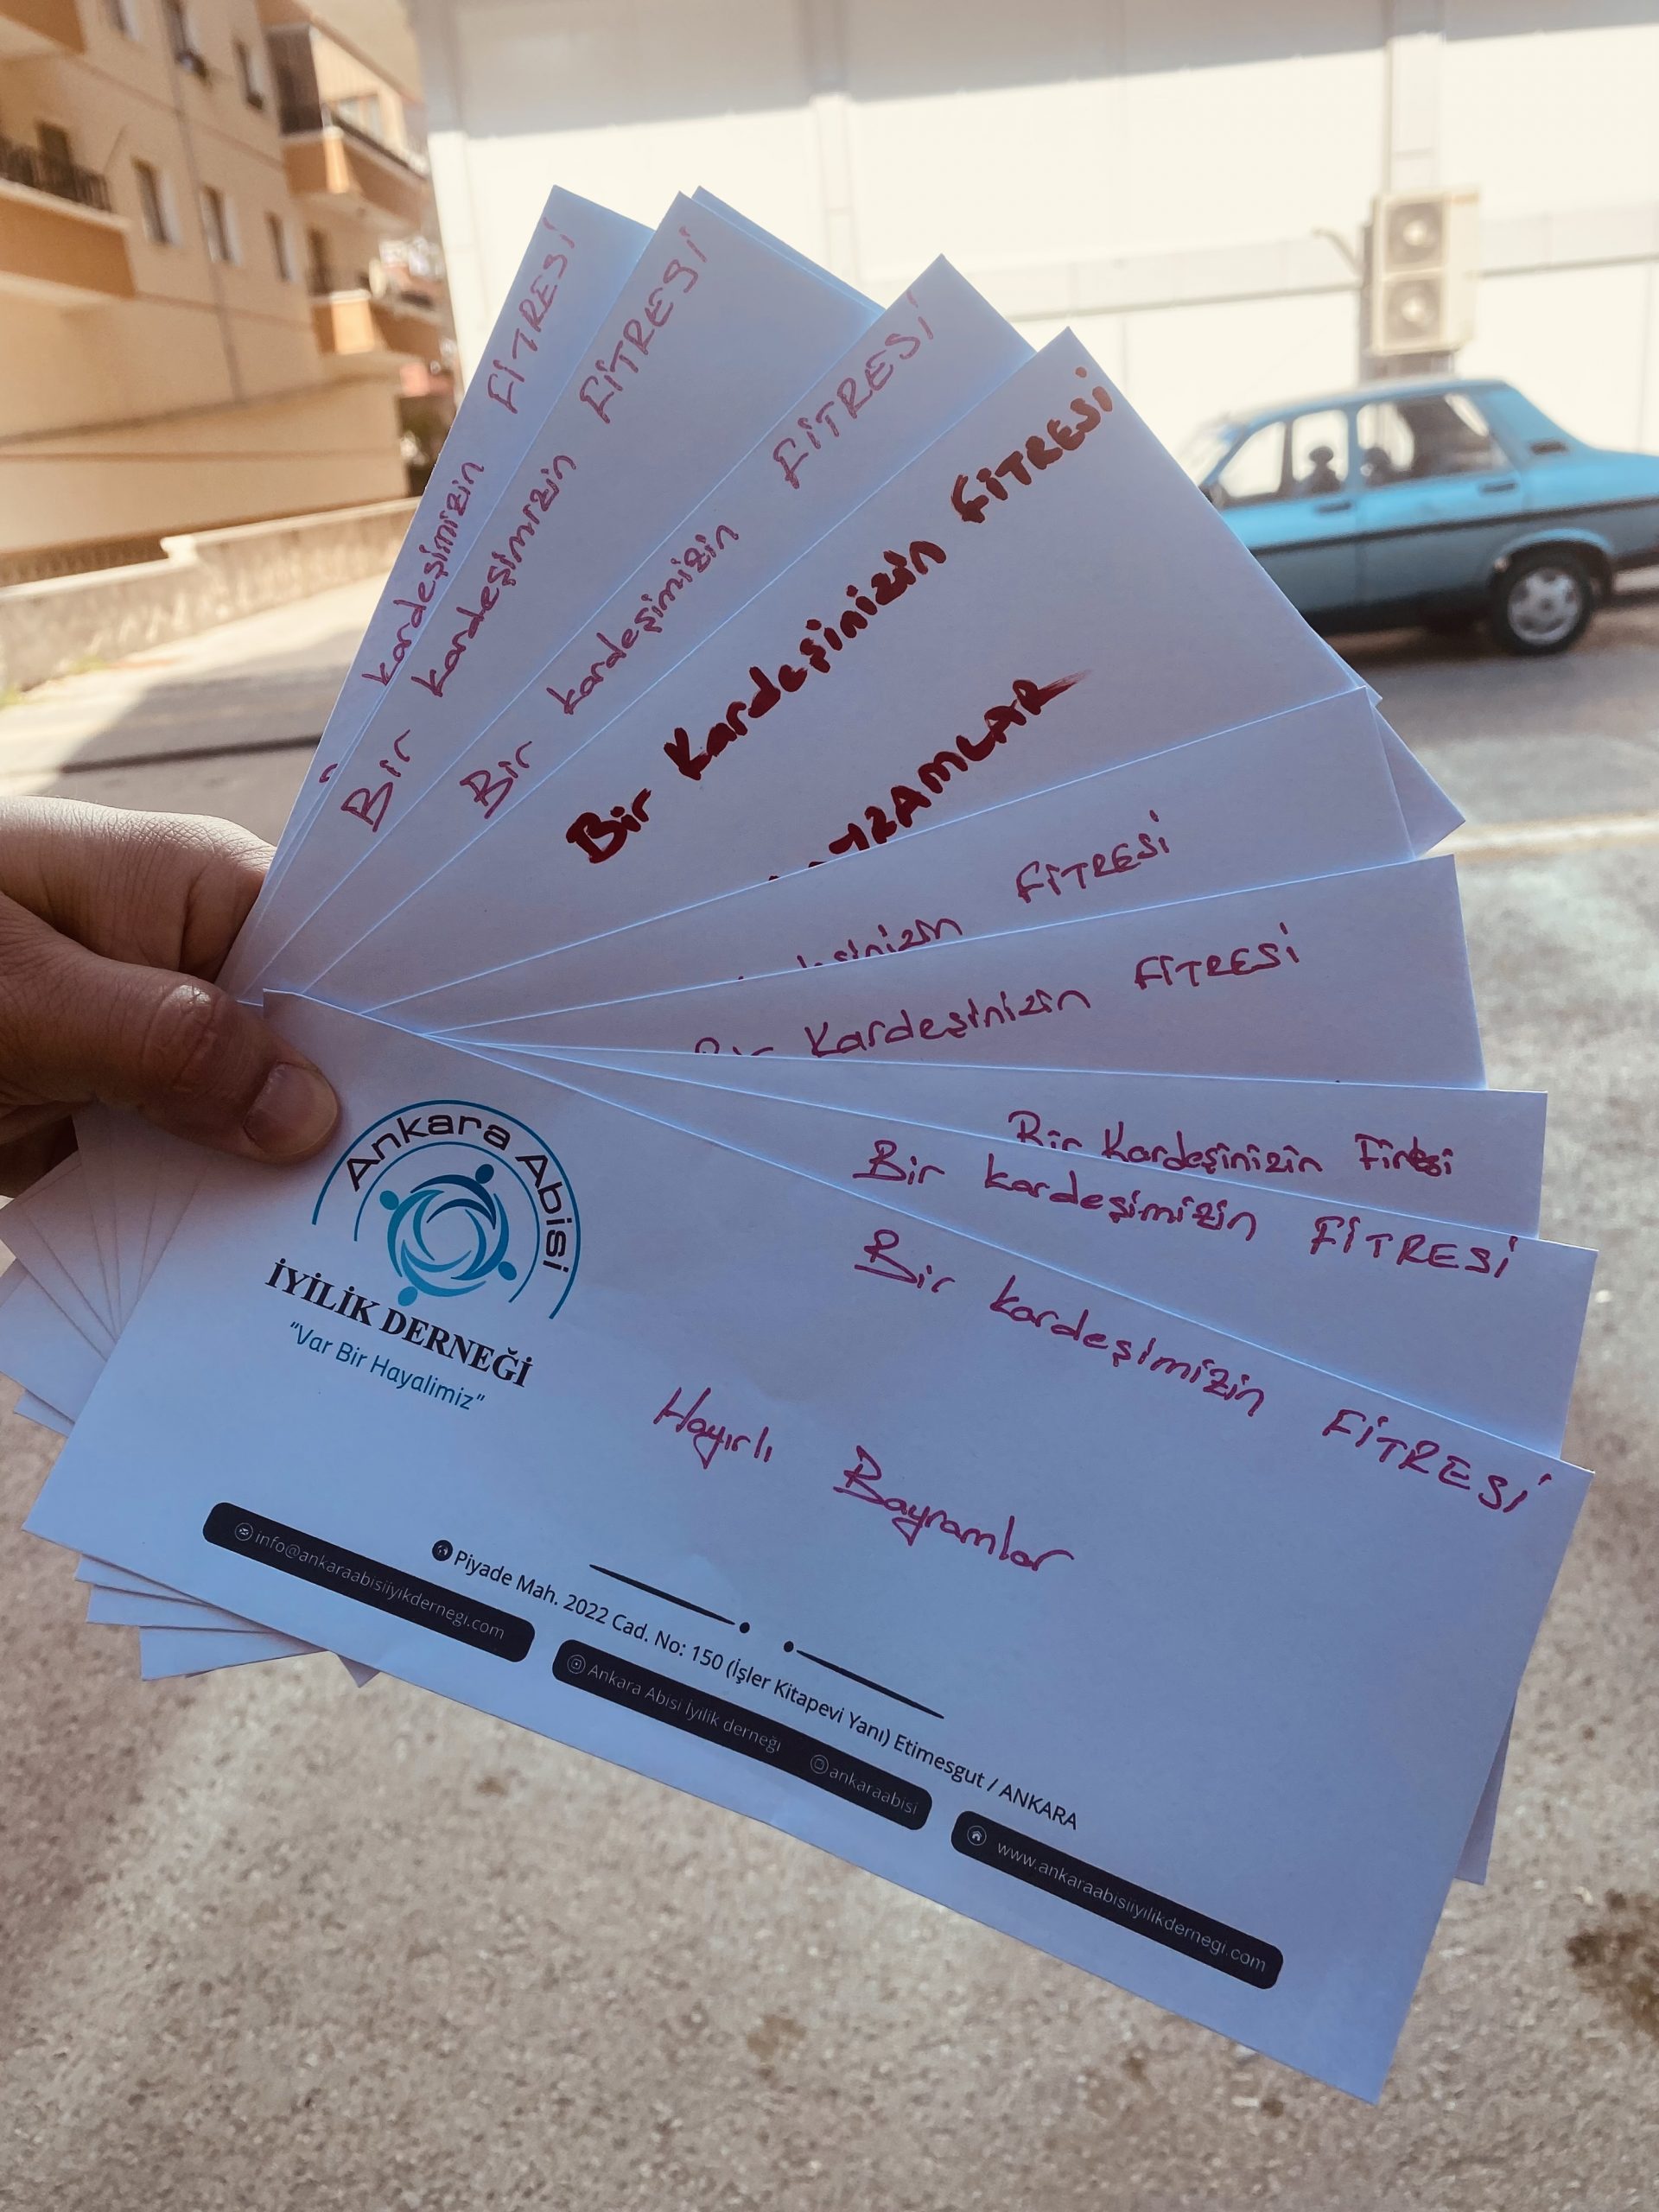 kardeşimizin FİTRESİ
Bir kardeşimizin FİTRESİ
Bir kardeşimizin FİTRESİ
Bir Kardeşinizin FİTRESİ
FİTRESİ
Bir Kardeşinizin FİTRESİ
Bir Kardeşinizin
Bir kardeşimizin FİTRESİ
Bir kardeşimizin FİTRESİ
Hayırlı Bayramlar
Ankara Abisi
İYİLİK DERNEĞİ
"Var Bir Hayalimiz"
Piyade Mah. 2022 Cad. No: 150 (İşler Kitapevi Yanı) Etimesgut / ANKARA
info@ankaraabisiiyikdernegi.com
Ankara Abisi İyilik derneği
ankaraabisi
www.ankaraabisiiyilikdernegi.com